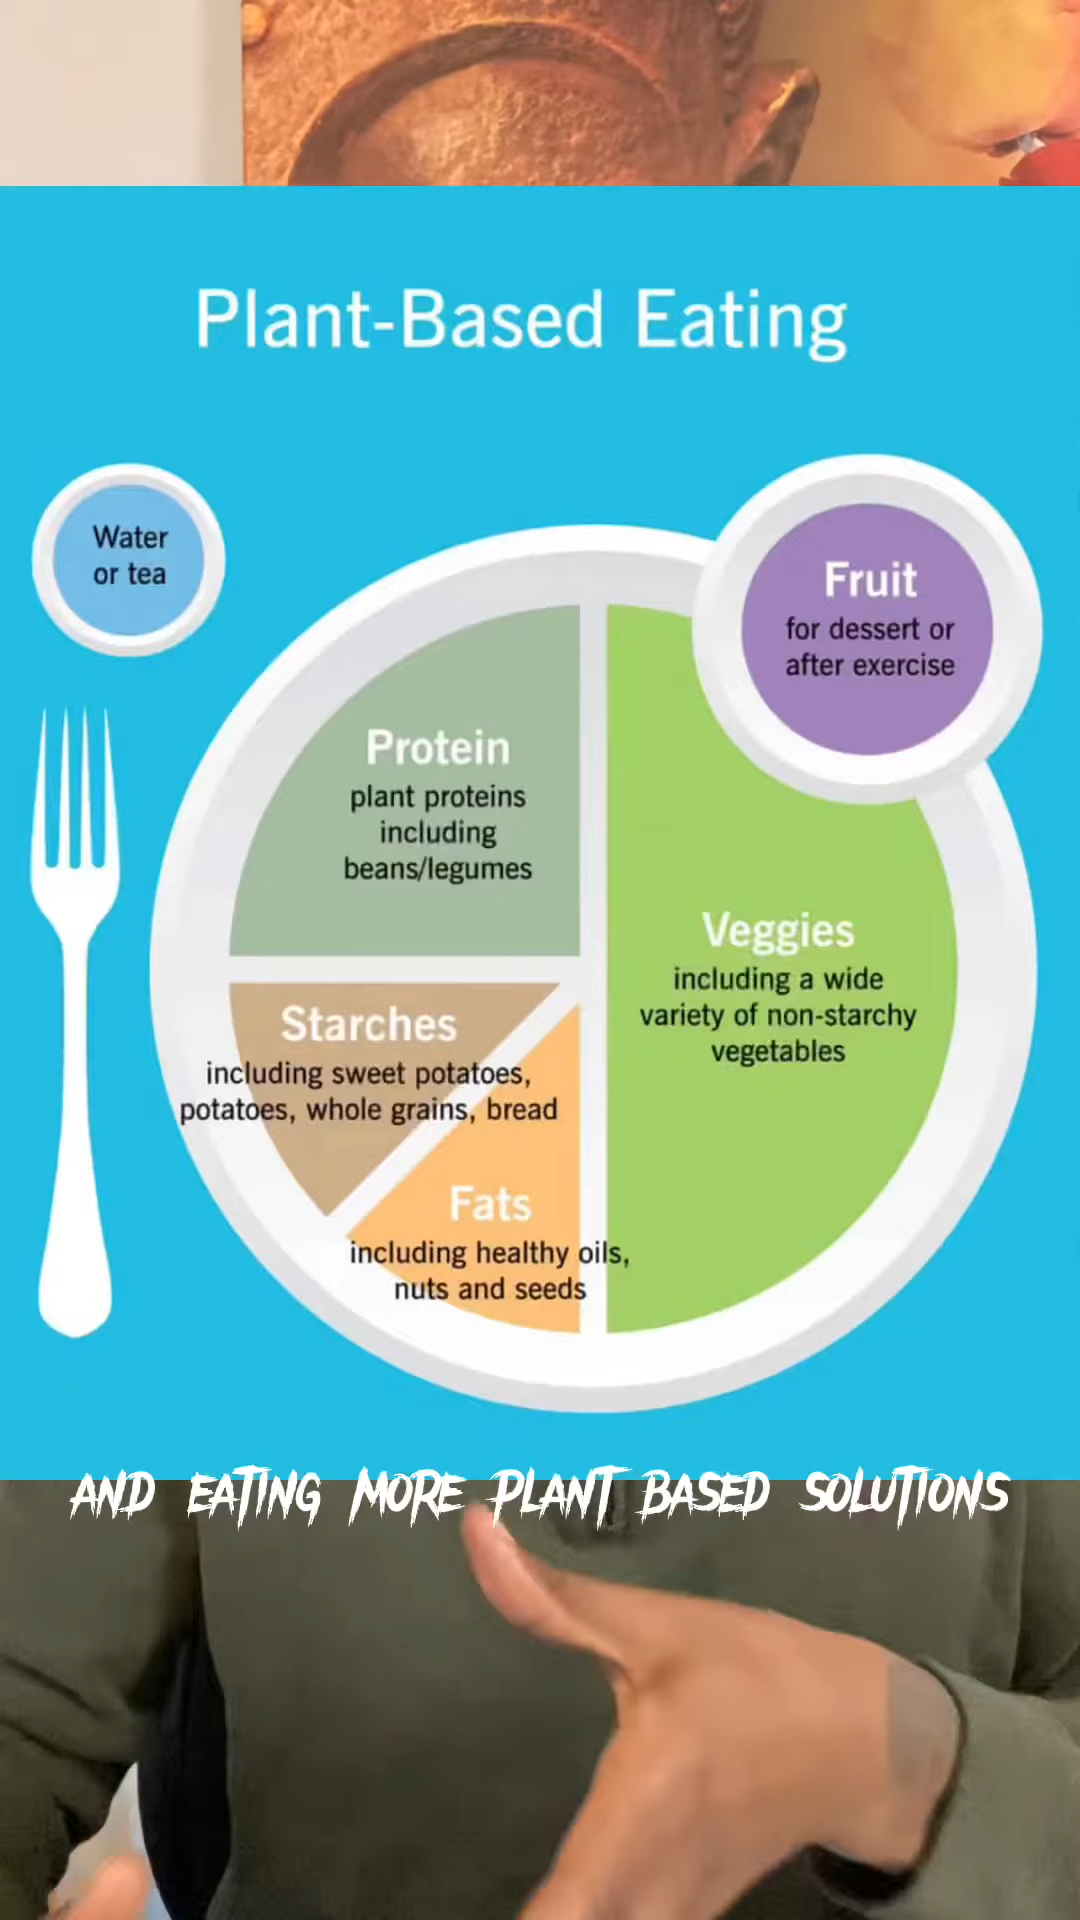 Plant-Based Eating
Water
or tea
Fruit
for dessert or
after exercise
Protein
plant proteins
including
beans/legumes
Veggies
including a wide
variety of non-starchy
vegetables
Starches
including sweet potatoes,
potatoes, whole grains, bread
Fats
including healthy oils,
nuts and seeds
AND EATING MORE PLANT BASED SOLUTIONS